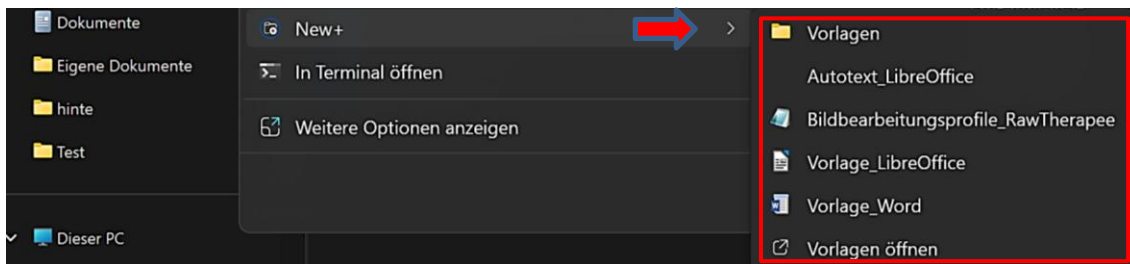 Dokumente
Eigene Dokumente
hinte
Test
Dieser PC
New+
In Terminal öffnen
Weitere Optionen anzeigen
Vorlagen
Autotext_LibreOffice
Bildbearbeitungsprofile_RawTherapee
Vorlage_LibreOffice
Vorlage_Word
Vorlagen öffnen